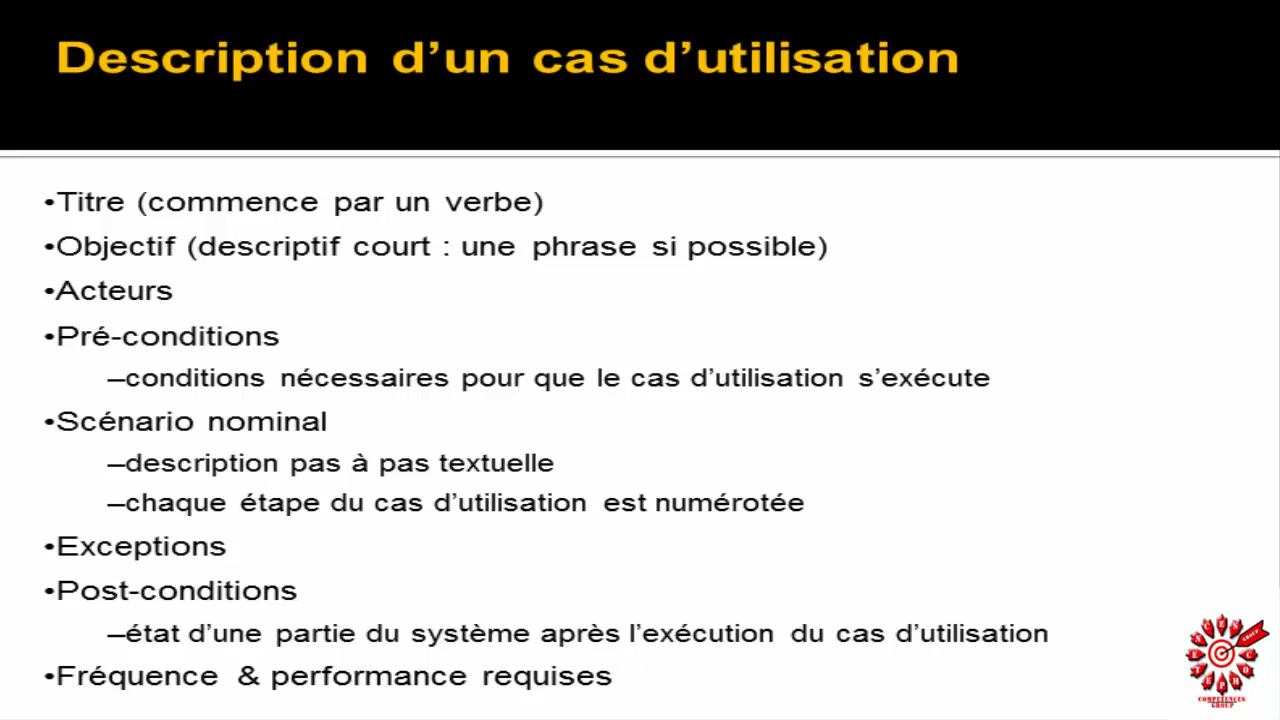 Description d’un cas d’utilisation
•Titre (commence par un verbe)
•Objectif (descriptif court : une phrase si possible)
•Acteurs
•Pré-conditions
–conditions nécessaires pour que le cas d’utilisation s’exécute
•Scénario nominal
–description pas à pas textuelle
–chaque étape du cas d’utilisation est numérotée
•Exceptions
•Post-conditions
–état d’une partie du système après l’exécution du cas d’utilisation
•Fréquence & performance requises
COMPETENCES
GROUP